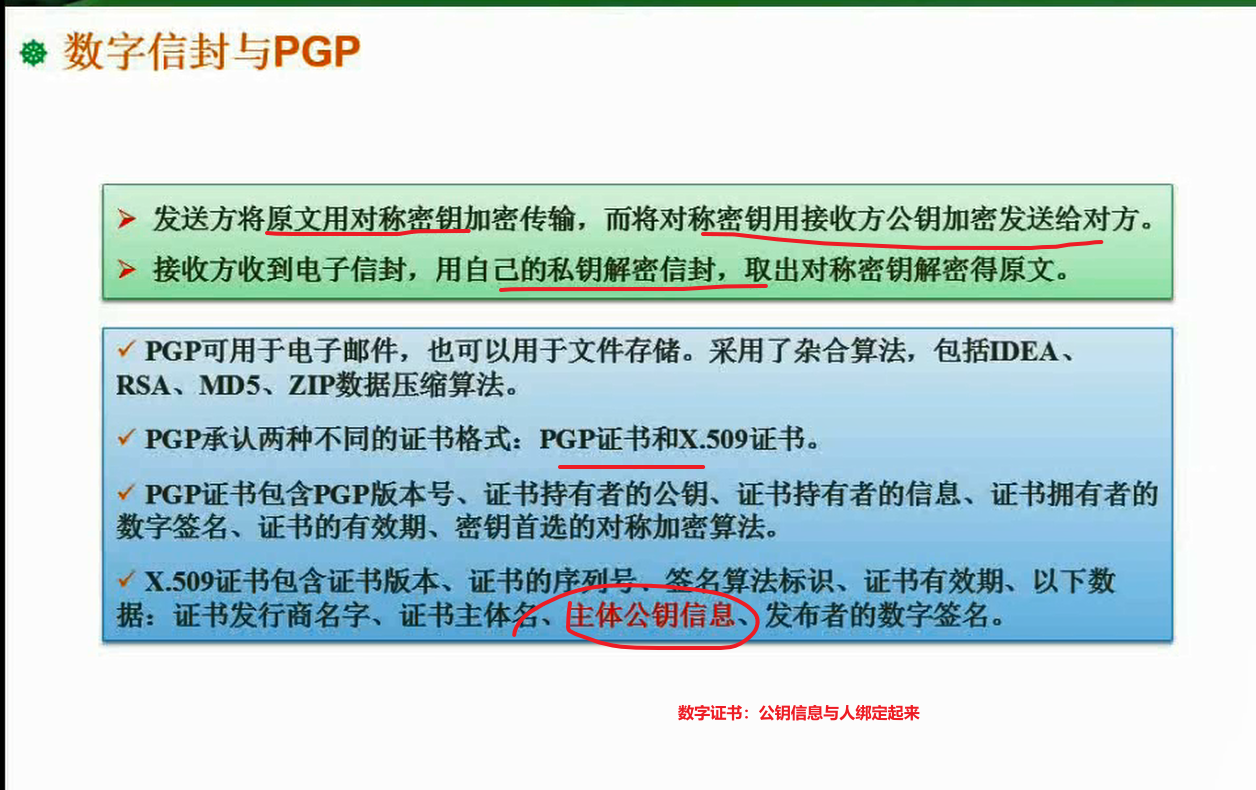 数字信封与PGP
发送方将原文用对称密钥加密传输，而将对称密钥用接收方公钥加密发送给对方。
接收方收到电子信封，用自己的私钥解密信封，取出对称密钥解密得原文。
PGP可用于电子邮件，也可以用于文件存储。采用了杂合算法，包括IDEA、
RSA、MD5、ZIP数据压缩算法。
PGP承认两种不同的证书格式：PGP证书和X.509证书。
PGP证书包含PGP版本号、证书持有者的公钥、证书持有者的信息、证书拥有者的
数字签名、证书的有效期、密钥首选的对称加密算法。
X.509证书包含证书版本、证书的序列号、签名算法标识、证书有效期、以下数
据：证书发行商名字、证书主体名、主体公钥信息、发布者的数字签名。
数字证书：公钥信息与人绑定起来